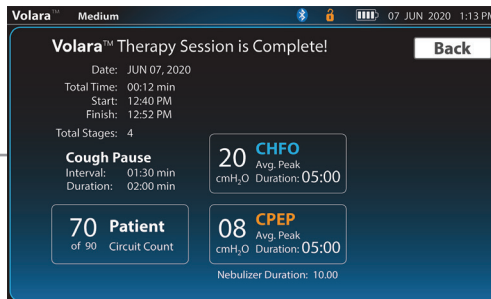 Volara™ Medium 07 JUN 2020 1:13 PM
Volara™ Therapy Session is Complete!
Back
Date: JUN 07, 2020
Total Time: 00:12 min
Start: 12:40 PM
Finish: 12:52 PM
Total Stages: 4
Cough Pause
Interval: 01:30 min
Duration: 02:00 min
70 Patient
of 90 Circuit Count
20 CHFO
Avg. Peak
cmH₂O Duration: 05:00
08 CPEP
Avg. Peak
cmH₂O Duration: 05:00
Nebulizer Duration: 10.00